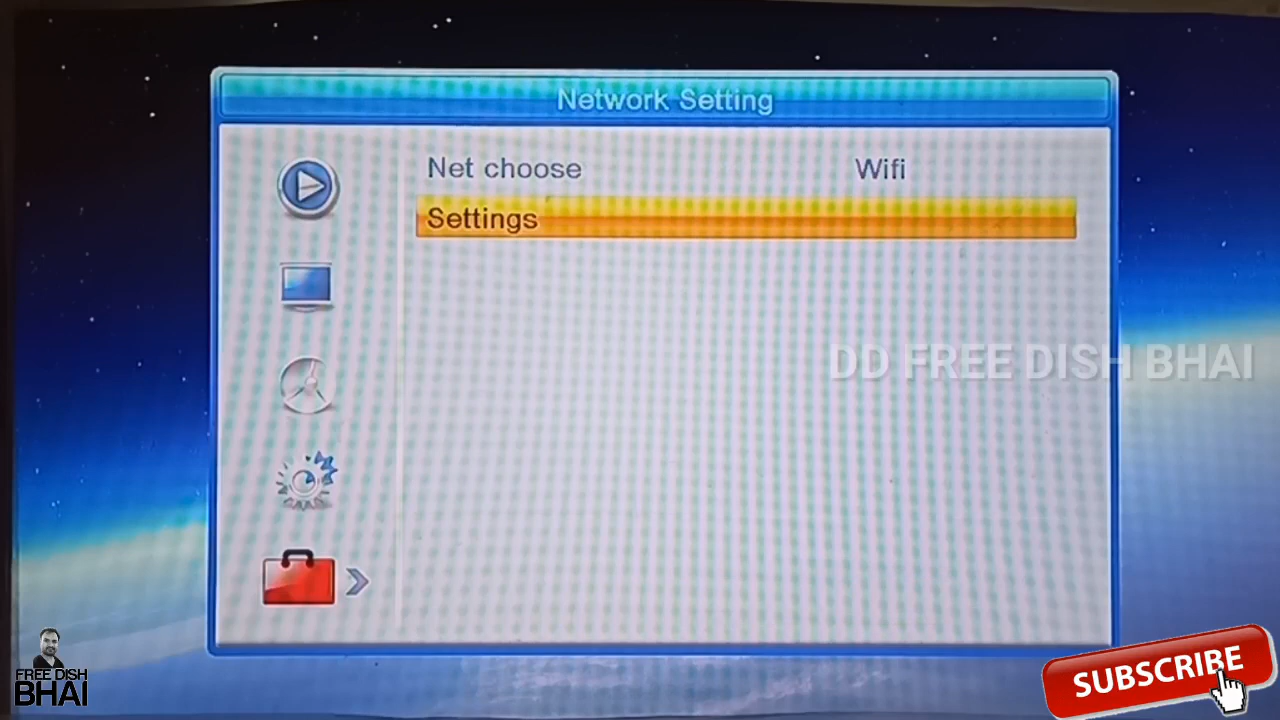 Network Setting
Net choose Wifi
Settings
DD FREE DISH BHAI
FREE DISH
BHAI
SUBSCRIBE